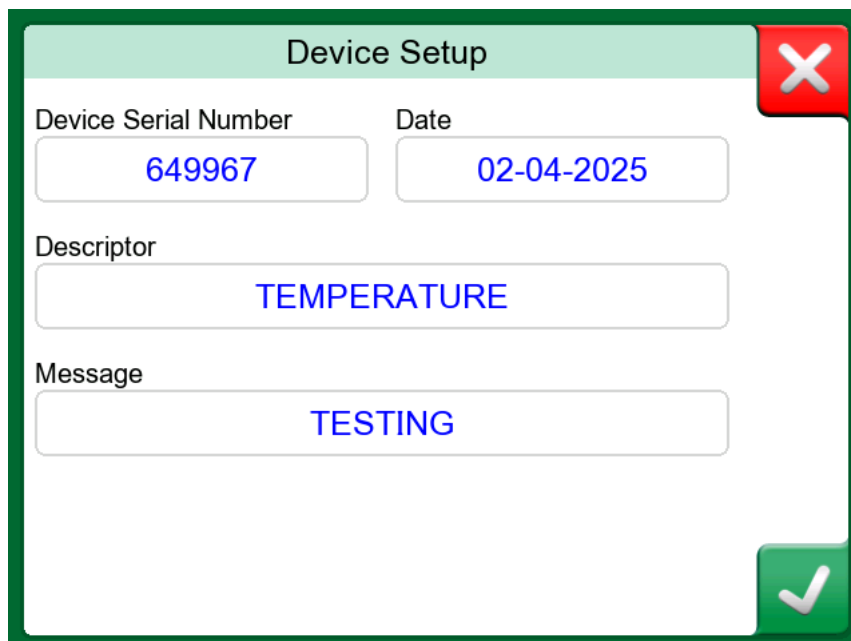 Device Setup
Device Serial Number Date
649967 02-04-2025
Descriptor
TEMPERATURE
Message
TESTING